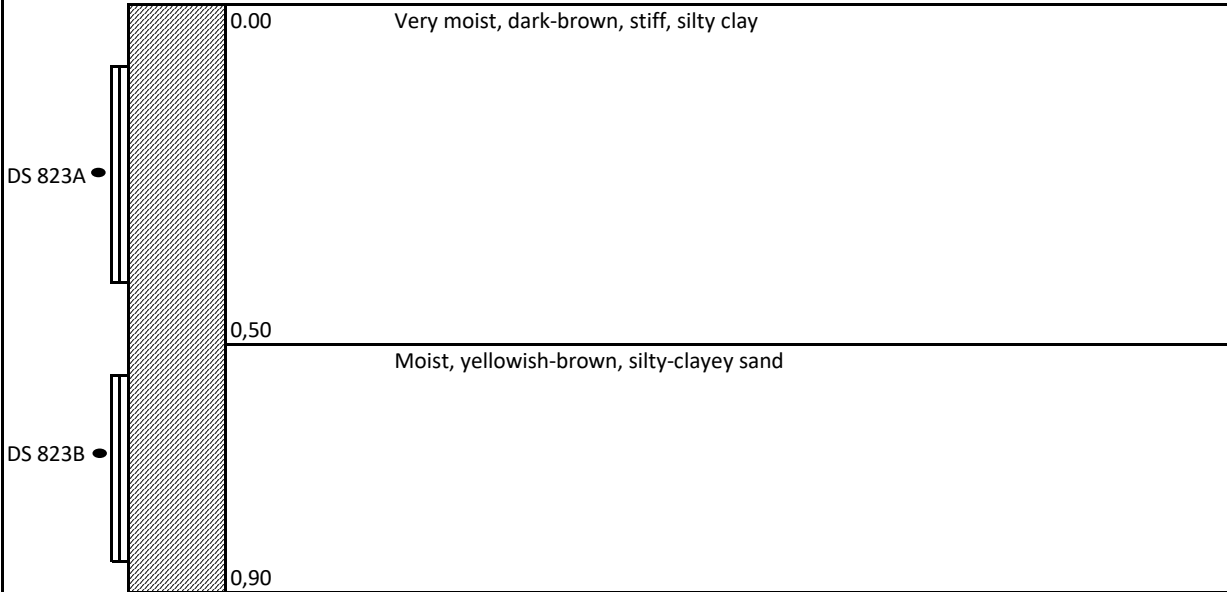 0.00 Very moist, dark-brown, stiff, silty clay
DS 823A
0,50
Moist, yellowish-brown, silty-clayey sand
DS 823B
0,90